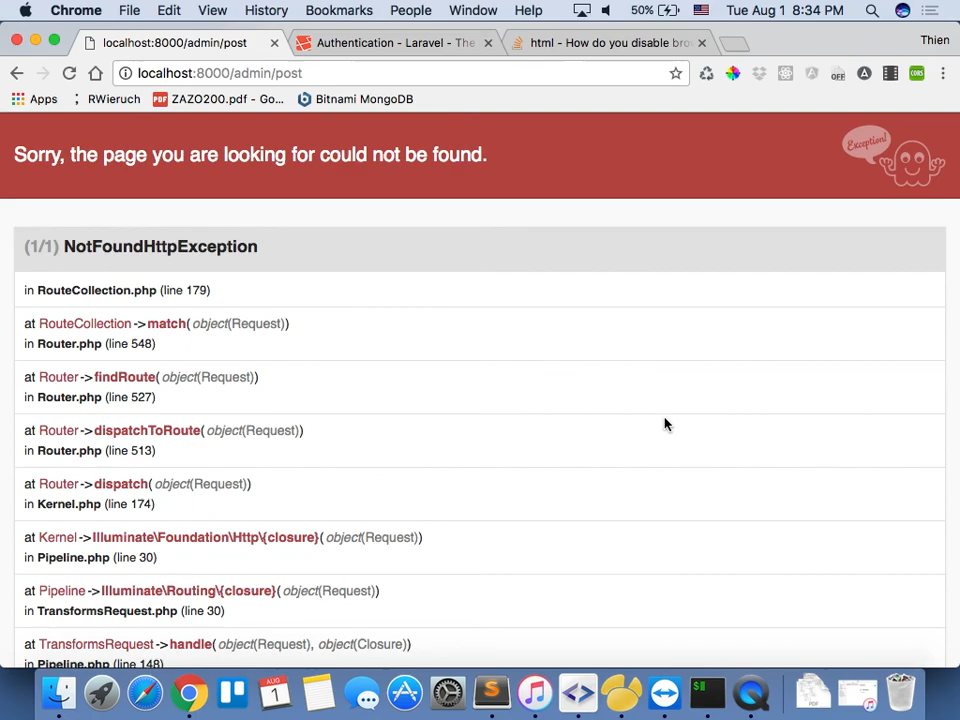 Chrome File Edit View History Bookmarks People Window Help 50% Tue Aug 1 8:34 PM
localhost:8000/admin/post Authentication - Laravel - The html - How do you disable bro Thien
localhost:8000/admin/post OFF CORS
Apps RWieruch PDF ZAZO200.pdf - Go... Bitnami MongoDB
Sorry, the page you are looking for could not be found.
Exception!
(1/1) NotFoundHttpException
in RouteCollection.php (line 179)
at RouteCollection->match(object(Request))
in Router.php (line 548)
at Router->findRoute(object(Request))
in Router.php (line 527)
at Router->dispatchToRoute(object(Request))
in Router.php (line 513)
at Router->dispatch(object(Request))
in Kernel.php (line 174)
at Kernel->Illuminate\Foundation\Http\{closure}(object(Request))
in Pipeline.php (line 30)
at Pipeline->Illuminate\Routing\{closure}(object(Request))
in TransformsRequest.php (line 30)
at TransformsRequest->handle(object(Request), object(Closure))
in Pipeline.php (line 148)
AUG
1